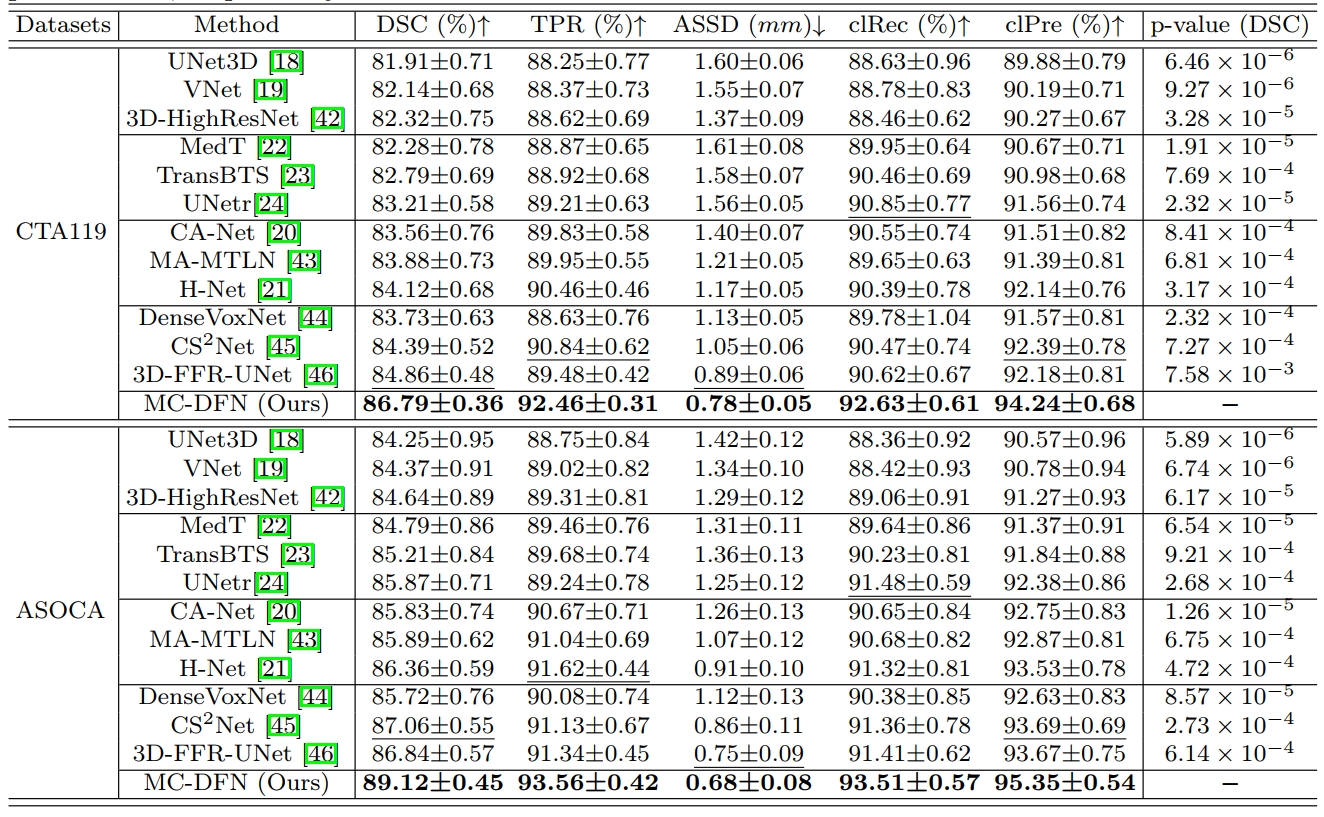 Datasets Method DSC (%)↑ TPR (%)↑ ASSD (mm)↓ clRec (%)↑ clPre (%)↑ p-value (DSC)
UNet3D [18] 81.91±0.71 88.25±0.77 1.60±0.06 88.63±0.96 89.88±0.79 6.46 × 10⁻⁶
VNet [19] 82.14±0.68 88.37±0.73 1.55±0.07 88.78±0.83 90.19±0.71 9.27 × 10⁻⁶
3D-HighResNet [42] 82.32±0.75 88.62±0.69 1.37±0.09 88.46±0.62 90.27±0.67 3.28 × 10⁻⁵
MedT [22] 82.28±0.78 88.87±0.65 1.61±0.08 89.95±0.64 90.67±0.71 1.91 × 10⁻⁵
TransBTS [23] 82.79±0.69 88.92±0.68 1.58±0.07 90.46±0.69 90.98±0.68 7.69 × 10⁻⁴
UNetr[24] 83.21±0.58 89.21±0.63 1.56±0.05 90.85±0.77 91.56±0.74 2.32 × 10⁻⁵
CTA119 CA-Net [20] 83.56±0.76 89.83±0.58 1.40±0.07 90.55±0.74 91.51±0.82 8.41 × 10⁻⁴
MA-MTLN [43] 83.88±0.73 89.95±0.55 1.21±0.05 89.65±0.63 91.39±0.81 6.81 × 10⁻⁴
H-Net [21] 84.12±0.68 90.46±0.46 1.17±0.05 90.39±0.78 92.14±0.76 3.17 × 10⁻⁴
DenseVoxNet [44] 83.73±0.63 88.63±0.76 1.13±0.05 89.78±1.04 91.57±0.81 2.32 × 10⁻⁴
CS²Net [45] 84.39±0.52 90.84±0.62 1.05±0.06 90.47±0.74 92.39±0.78 7.27 × 10⁻⁴
3D-FFR-UNet [46] 84.86±0.48 89.48±0.42 0.89±0.06 90.62±0.67 92.18±0.81 7.58 × 10⁻³
MC-DFN (Ours) 86.79±0.36 92.46±0.31 0.78±0.05 92.63±0.61 94.24±0.68 –
UNet3D [18] 84.25±0.95 88.75±0.84 1.42±0.12 88.36±0.92 90.57±0.96 5.89 × 10⁻⁶
VNet [19] 84.37±0.91 89.02±0.82 1.34±0.10 88.42±0.93 90.78±0.94 6.74 × 10⁻⁶
3D-HighResNet [42] 84.64±0.89 89.31±0.81 1.29±0.12 89.06±0.91 91.27±0.93 6.17 × 10⁻⁵
MedT [22] 84.79±0.86 89.46±0.76 1.31±0.11 89.64±0.86 91.37±0.91 6.54 × 10⁻⁵
TransBTS [23] 85.21±0.84 89.68±0.74 1.36±0.13 90.23±0.81 91.84±0.88 9.21 × 10⁻⁴
UNetr[24] 85.87±0.71 89.24±0.78 1.25±0.12 91.48±0.59 92.38±0.86 2.68 × 10⁻⁴
ASOCA CA-Net [20] 85.83±0.74 90.67±0.71 1.26±0.13 90.65±0.84 92.75±0.83 1.26 × 10⁻⁵
MA-MTLN [43] 85.89±0.62 91.04±0.69 1.07±0.12 90.68±0.82 92.87±0.81 6.75 × 10⁻⁴
H-Net [21] 86.36±0.59 91.62±0.44 0.91±0.10 91.32±0.81 93.53±0.78 4.72 × 10⁻⁴
DenseVoxNet [44] 85.72±0.76 90.08±0.74 1.12±0.13 90.38±0.85 92.63±0.83 8.57 × 10⁻⁵
CS²Net [45] 87.06±0.55 91.13±0.67 0.86±0.11 91.36±0.78 93.69±0.69 2.73 × 10⁻⁴
3D-FFR-UNet [46] 86.84±0.57 91.34±0.45 0.75±0.09 91.41±0.62 93.67±0.75 6.14 × 10⁻⁴
MC-DFN (Ours) 89.12±0.45 93.56±0.42 0.68±0.08 93.51±0.57 95.35±0.54 –